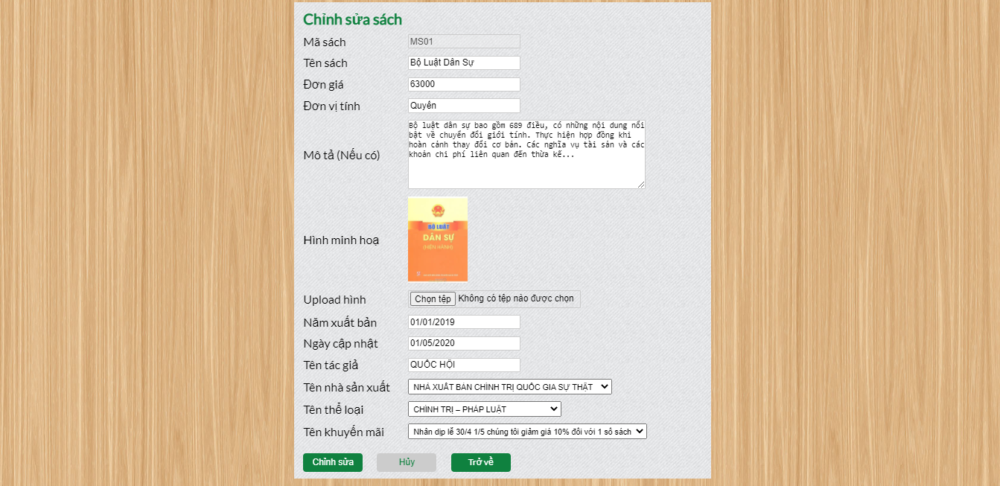 Chỉnh sửa sách
Mã sách MS01
Tên sách Bộ Luật Dân Sự
Đơn giá 63000
Đơn vị tính Quyển
Mô tả (Nếu có)
Bộ luật dân sự bao gồm 689 điều, có những nội dung nổi
bật về chuyển đổi giới tính. Thực hiện hợp đồng khi
hoàn cảnh thay đổi cơ bản. Các nghĩa vụ tài sản và các
khoản chi phí liên quan đến thừa kế...
Hình minh hoạ
BỘ LUẬT
DÂN SỰ
(HIỆN HÀNH)
Upload hình Chọn tệp Không có tệp nào được chọn
Năm xuất bản 01/01/2019
Ngày cập nhật 01/05/2020
Tên tác giả QUỐC HỘI
Tên nhà sản xuất NHÀ XUẤT BẢN CHÍNH TRỊ QUỐC GIA SỰ THẬT
Tên thể loại CHÍNH TRỊ – PHÁP LUẬT
Tên khuyến mãi Nhân dịp lễ 30/4 1/5 chúng tôi giảm giá 10% đối với 1 số sách
Chỉnh sửa Hủy Trở về